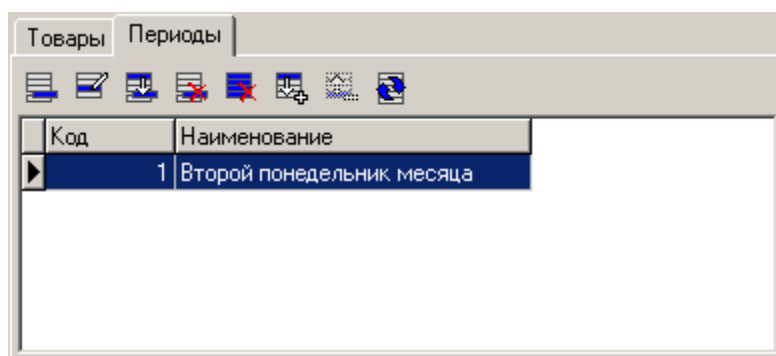 Товары Периоды
Код Наименование
1 Второй понедельник месяца